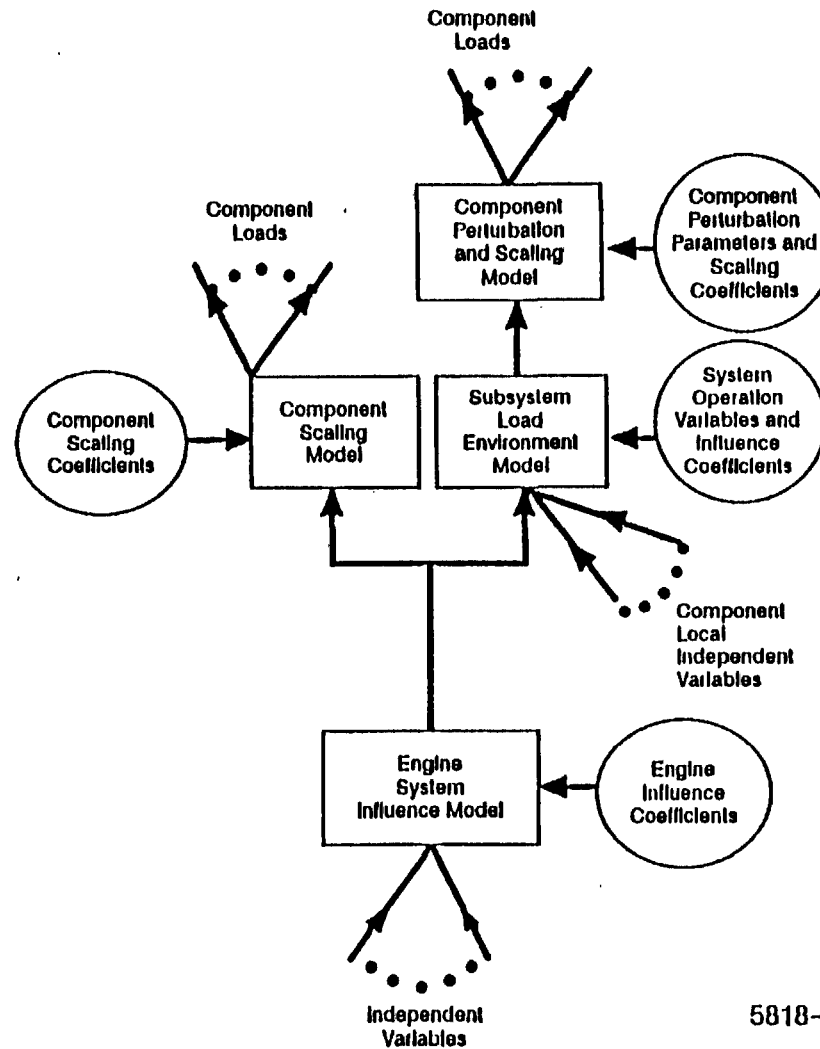 Component
Loads
Component
Perturbation
and Scaling
Model
Component
Perturbation
Parameters and
Scaling
Coefficients
Component
Loads
Component
Scaling
Coefficients
Component
Scaling
Model
Subsystem
Load
Environment
Model
System
Operation
Variables and
Influence
Coefficients
Component
Local
Independent
Variables
Engine
System
Influence Model
Engine
Influence
Coefficients
Independent
Variables
5818-